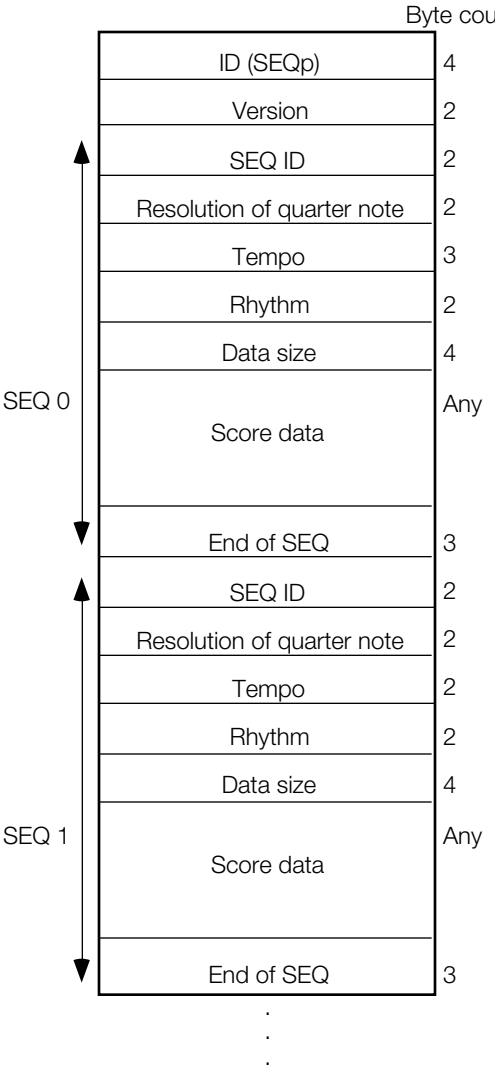 Byte cou
ID (SEQp) 4
Version 2
SEQ ID 2
Resolution of quarter note 2
Tempo 3
Rhythm 2
Data size 4
SEQ 0
Any
Score data
End of SEQ 3
SEQ ID 2
Resolution of quarter note 2
Tempo 2
Rhythm 2
Data size 4
SEQ 1
Any
Score data
End of SEQ 3
.
.
.